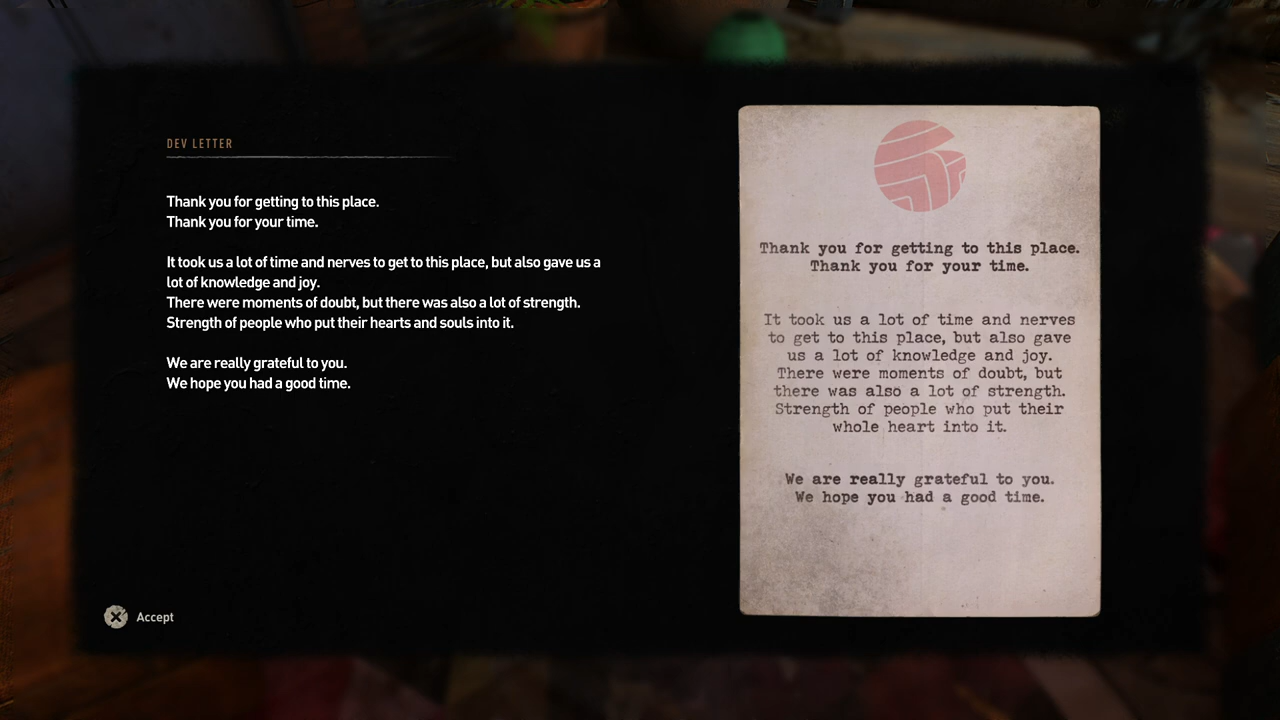 DEV LETTER
Thank you for getting to this place.
Thank you for your time.
It took us a lot of time and nerves to get to this place, but also gave us a
lot of knowledge and joy.
There were moments of doubt, but there was also a lot of strength.
Strength of people who put their hearts and souls into it.
We are really grateful to you.
We hope you had a good time.
Accept
Thank you for getting to this place.
Thank you for your time.
It took us a lot of time and nerves
to get to this place, but also gave
us a lot of knowledge and joy.
There were moments of doubt, but
there was also a lot of strength.
Strength of people who put their
whole heart into it.
We are really grateful to you.
We hope you had a good time.